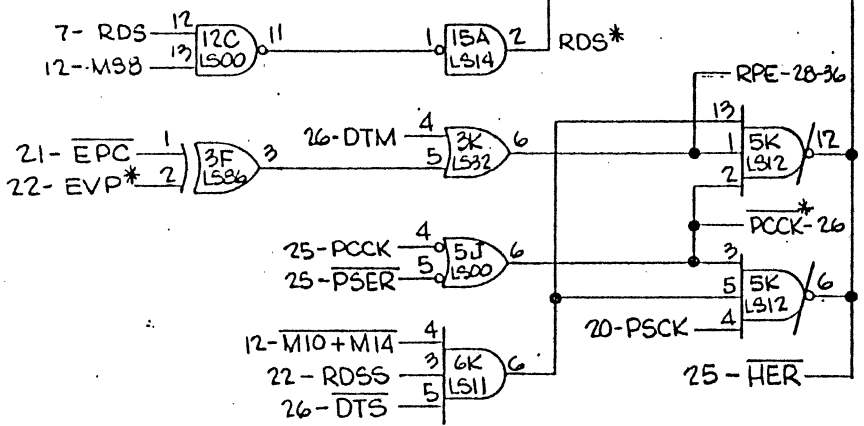 7- RDS 12 12C LS00 11 1 15A LS14 2 RDS*
12- MS8 13
RPE-28-36
21- EPC 1 3F LS86 3
22- EVP* 2
26-DTM 4 3K LS32 6
5
13 5K LS12 12
1
2
PCCK*-26
25-PCCK 4 5J LS00 6
25-PSER 5
3 5K LS12 6
5
20-PSCK 4
12-M10+M14 4 6K LS11 6
22- RDSS 3
26-DTS 5
25-HER